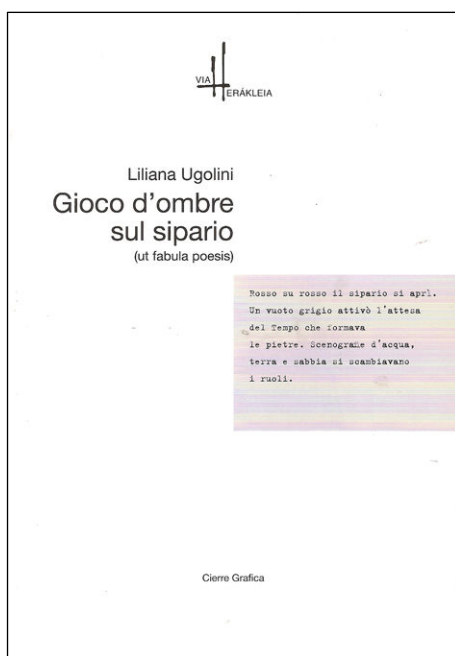 VIA
ERÁKLEIA
Liliana Ugolini
Gioco d'ombre
sul sipario
(ut fabula poesis)
Rosso su rosso il sipario si aprì.
Un vuoto grigio attivò l'attesa
del Tempo che formava
le pietre. Scenografie d'acqua,
terra e sabbia si scambiavano
i ruoli.
Cierre Grafica